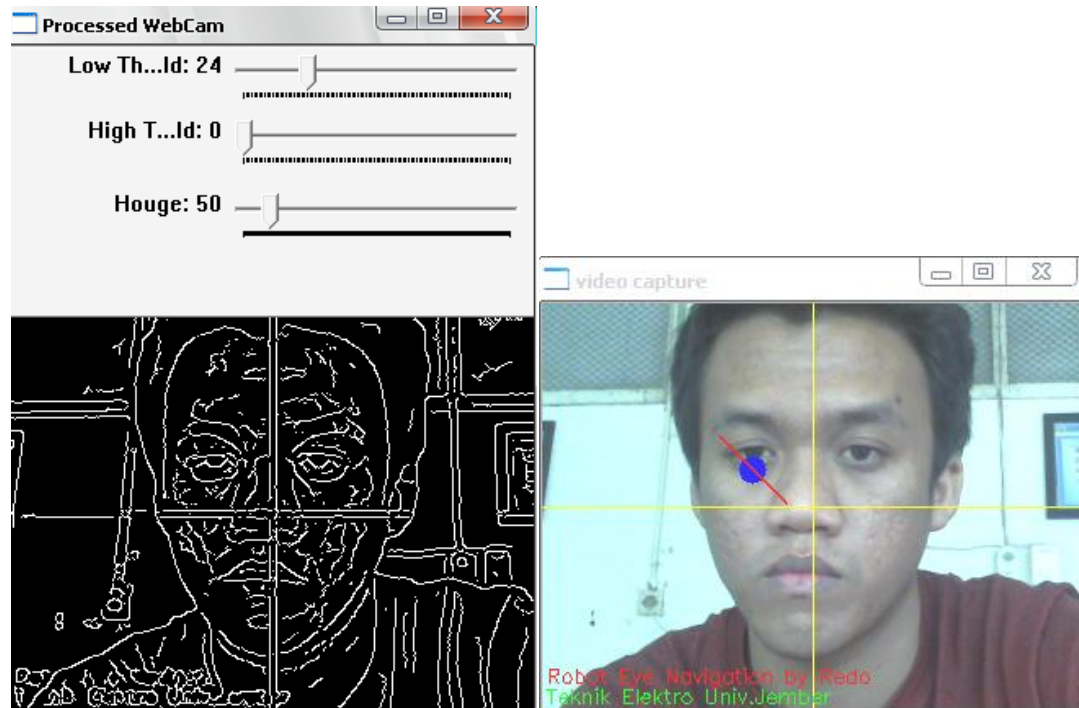 Processed WebCam
Low Th...ld: 24
High T...ld: 0
Houge: 50
video capture
Robot Eye Navigation by Redo
Teknik Elektro Univ.Jember